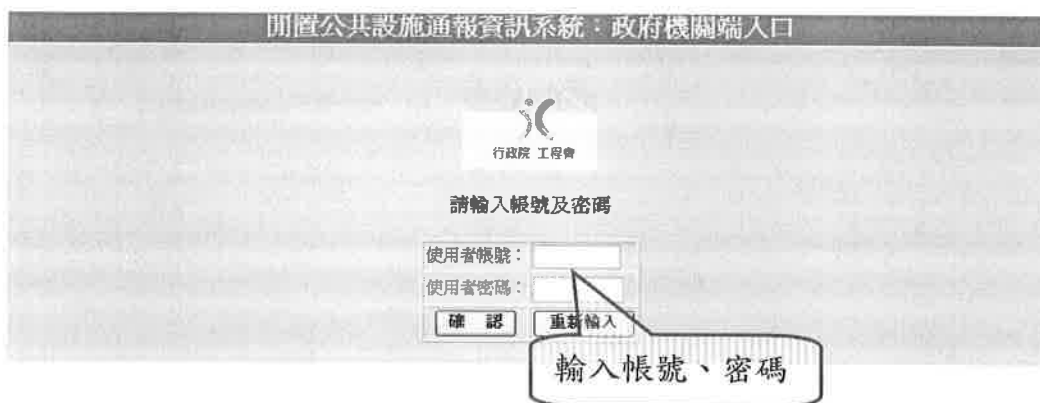 閒置公共設施通報資訊系統：政府機關端入口
行政院 工程會
請輸入帳號及密碼
使用者帳號：
使用者密碼：
確 認 重新輸入
輸入帳號、密碼